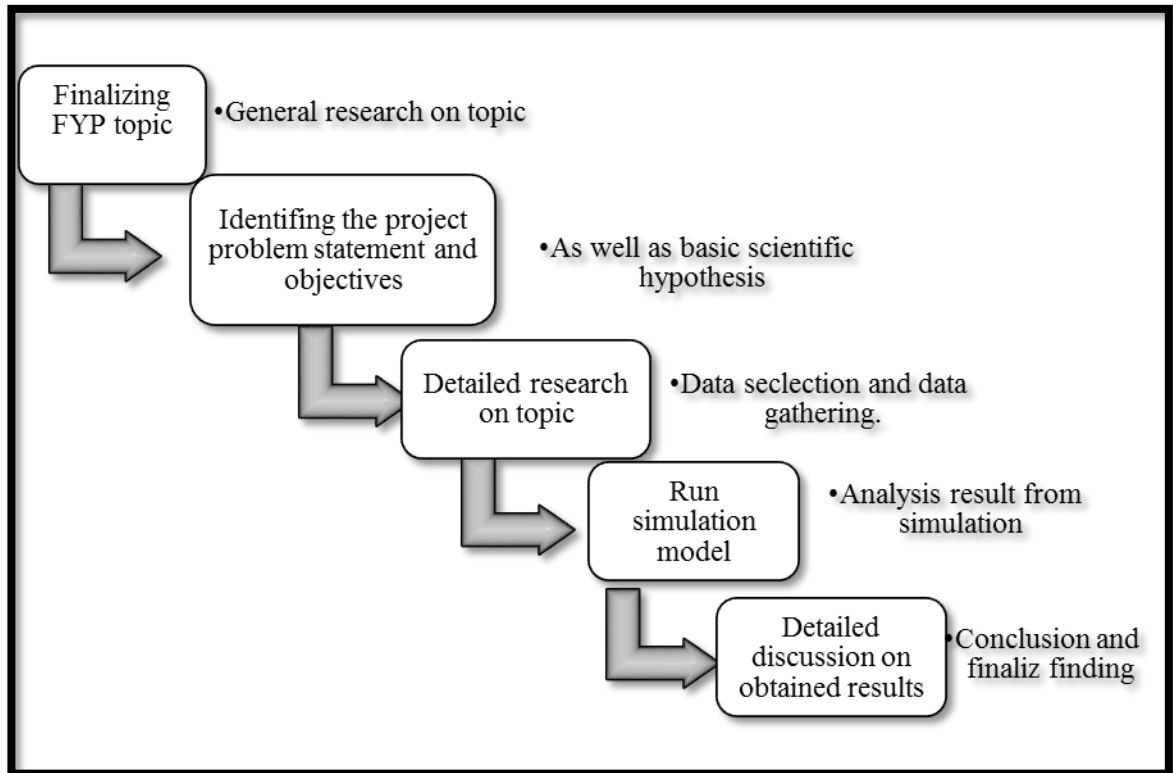 Finalizing
FYP topic
•General research on topic
Identifing the project
problem statement and
objectives
•As well as basic scientific
hypothesis
Detailed research
on topic
•Data seclection and data
gathering.
Run
simulation
model
•Analysis result from
simulation
Detailed
discussion on
obtained results
•Conclusion and
finaliz finding